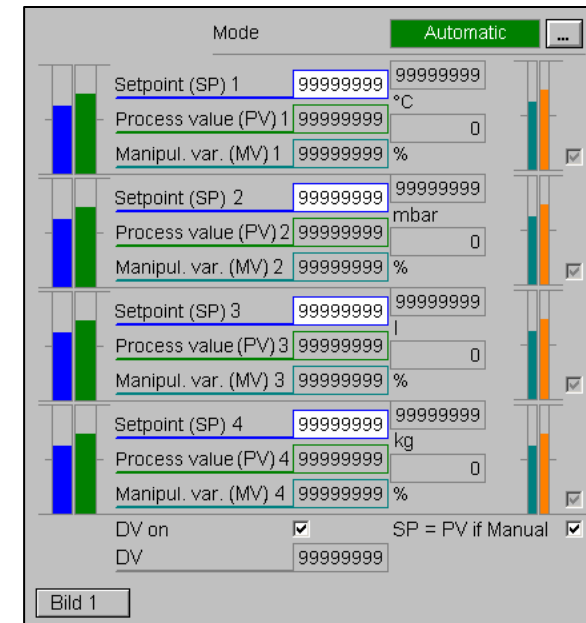 Mode Automatic ...
99999999
Setpoint (SP) 1 99999999
°C
Process value (PV) 1 99999999 0
Manipul. var. (MV) 1 99999999 %
99999999
Setpoint (SP) 2 99999999
mbar
Process value (PV) 2 99999999 0
Manipul. var. (MV) 2 99999999 %
99999999
Setpoint (SP) 3 99999999
l
Process value (PV) 3 99999999 0
Manipul. var. (MV) 3 99999999 %
99999999
Setpoint (SP) 4 99999999
kg
Process value (PV) 4 99999999 0
Manipul. var. (MV) 4 99999999 %
DV on SP = PV if Manual
DV 99999999
Bild 1